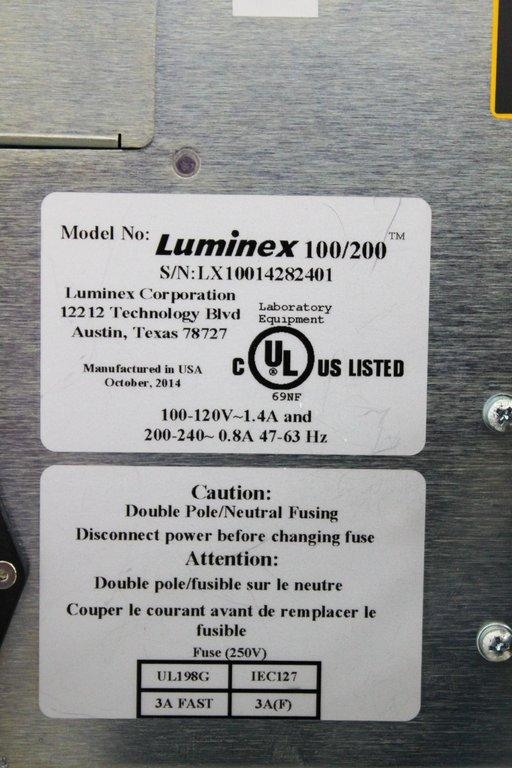 Model No: Luminex 100/200™
S/N:LX10014282401
Luminex Corporation
12212 Technology Blvd
Austin, Texas 78727
Laboratory
Equipment
Manufactured in USA
October, 2014
C UL ® US LISTED
69NF
100-120V~1.4A and
200-240~ 0.8A 47-63 Hz
Caution:
Double Pole/Neutral Fusing
Disconnect power before changing fuse
Attention:
Double pole/fusible sur le neutre
Couper le courant avant de remplacer le
fusible
Fuse (250V)
UL198G IEC127
3A FAST 3A(F)